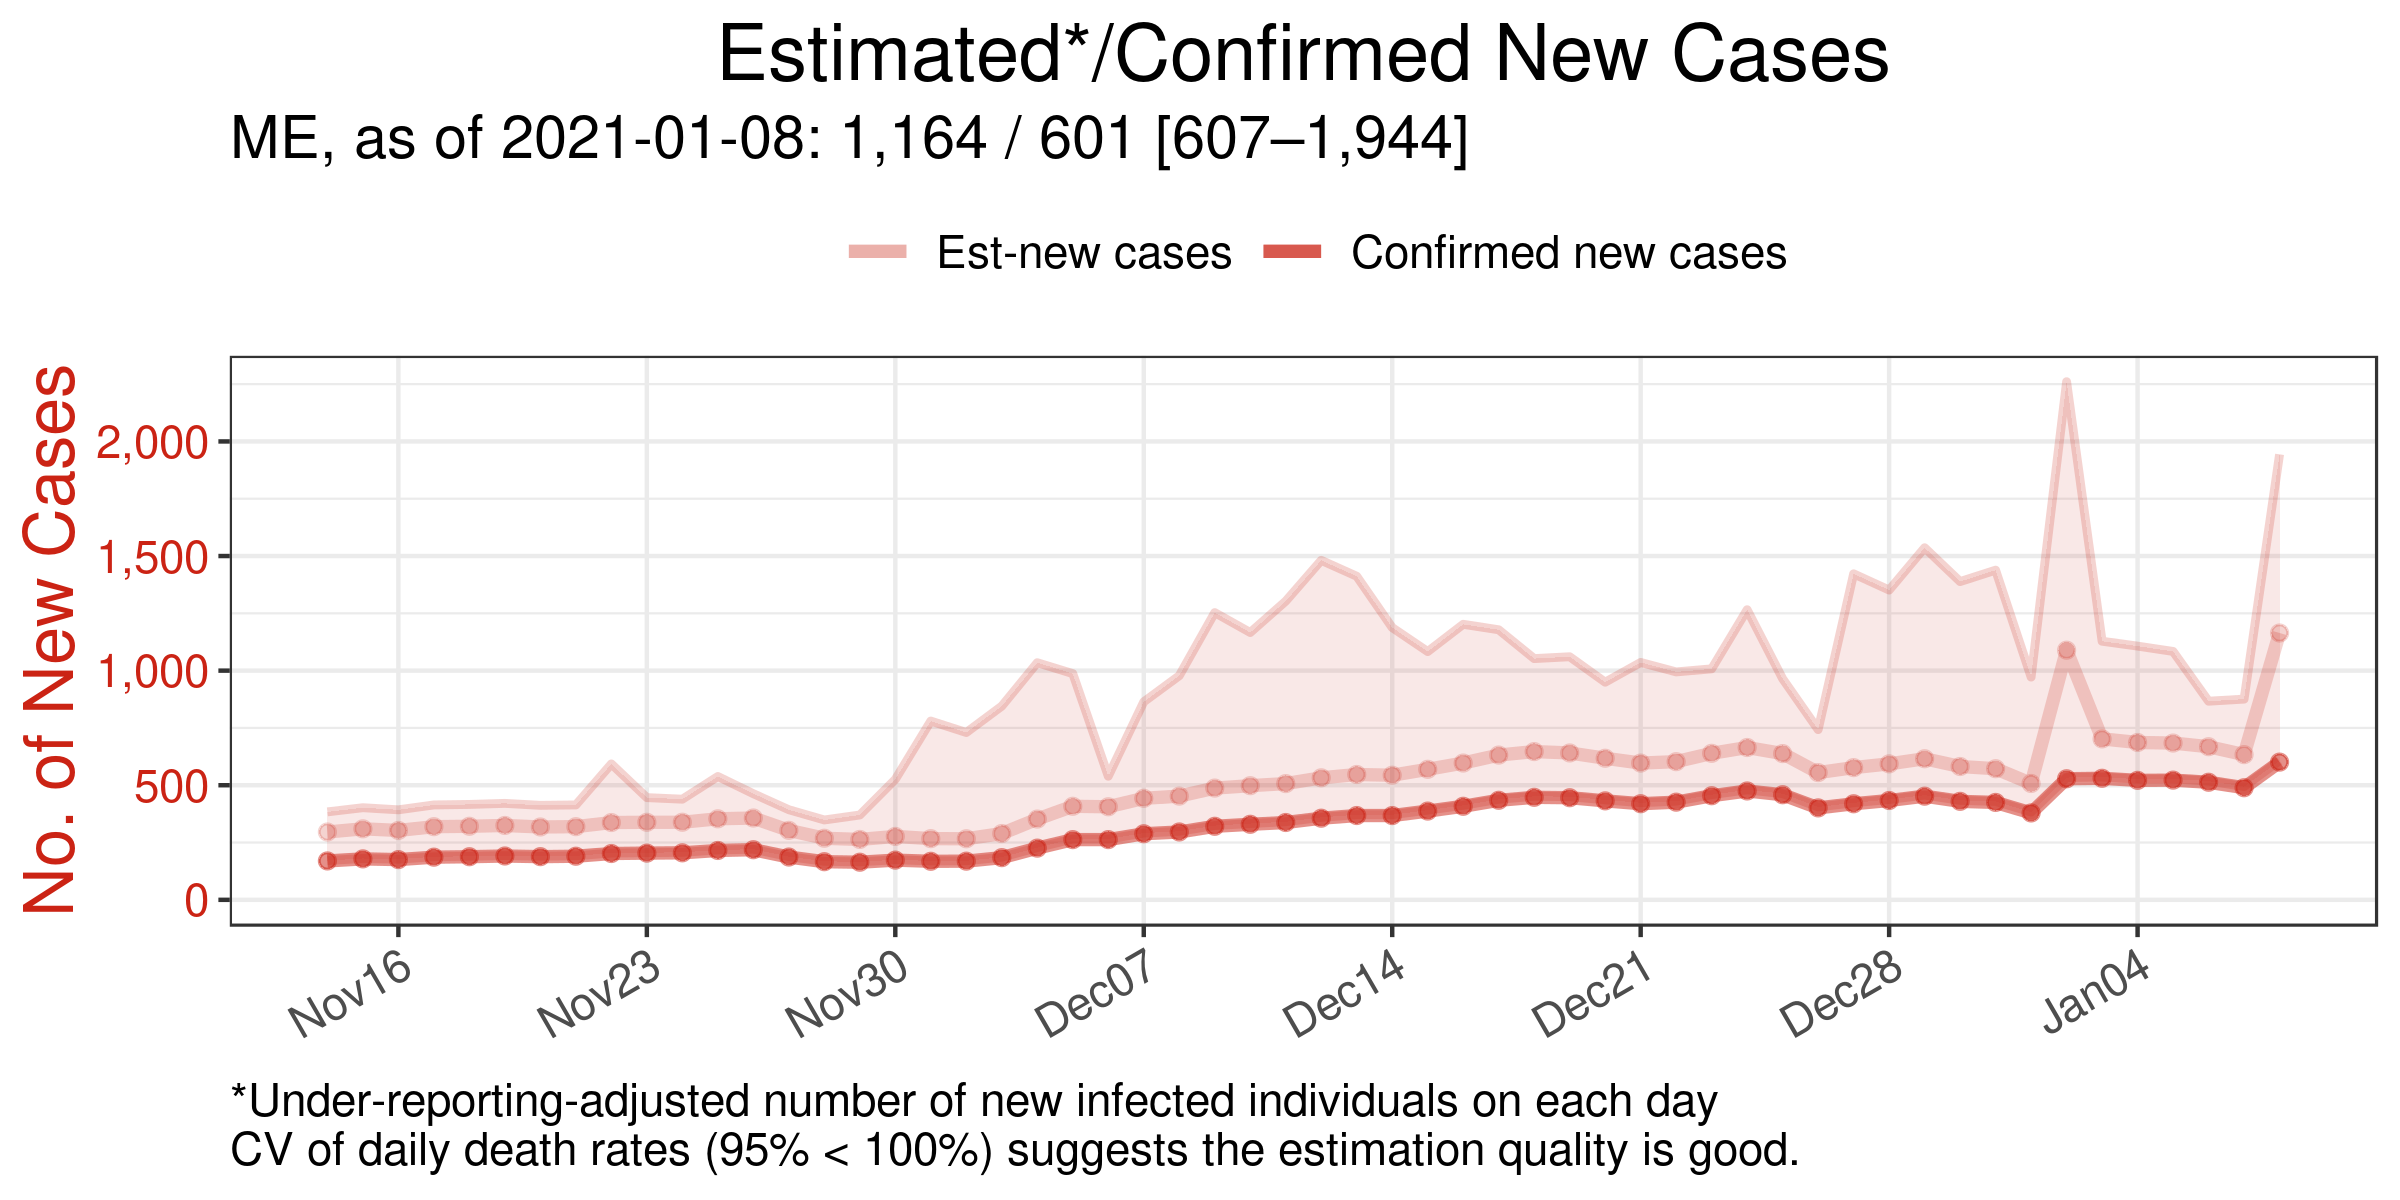 Estimated*/Confirmed New Cases
ME, as of 2021-01-08: 1,164 / 601 [607–1,944]
Est-new cases
Confirmed new cases
No. of New Cases
2,000
1,500
1,000
500
0
Nov16
Nov23
Nov30
Dec07
Dec14
Dec21
Dec28
Jan04
*Under-reporting-adjusted number of new infected individuals on each day
CV of daily death rates (95% < 100%) suggests the estimation quality is good.